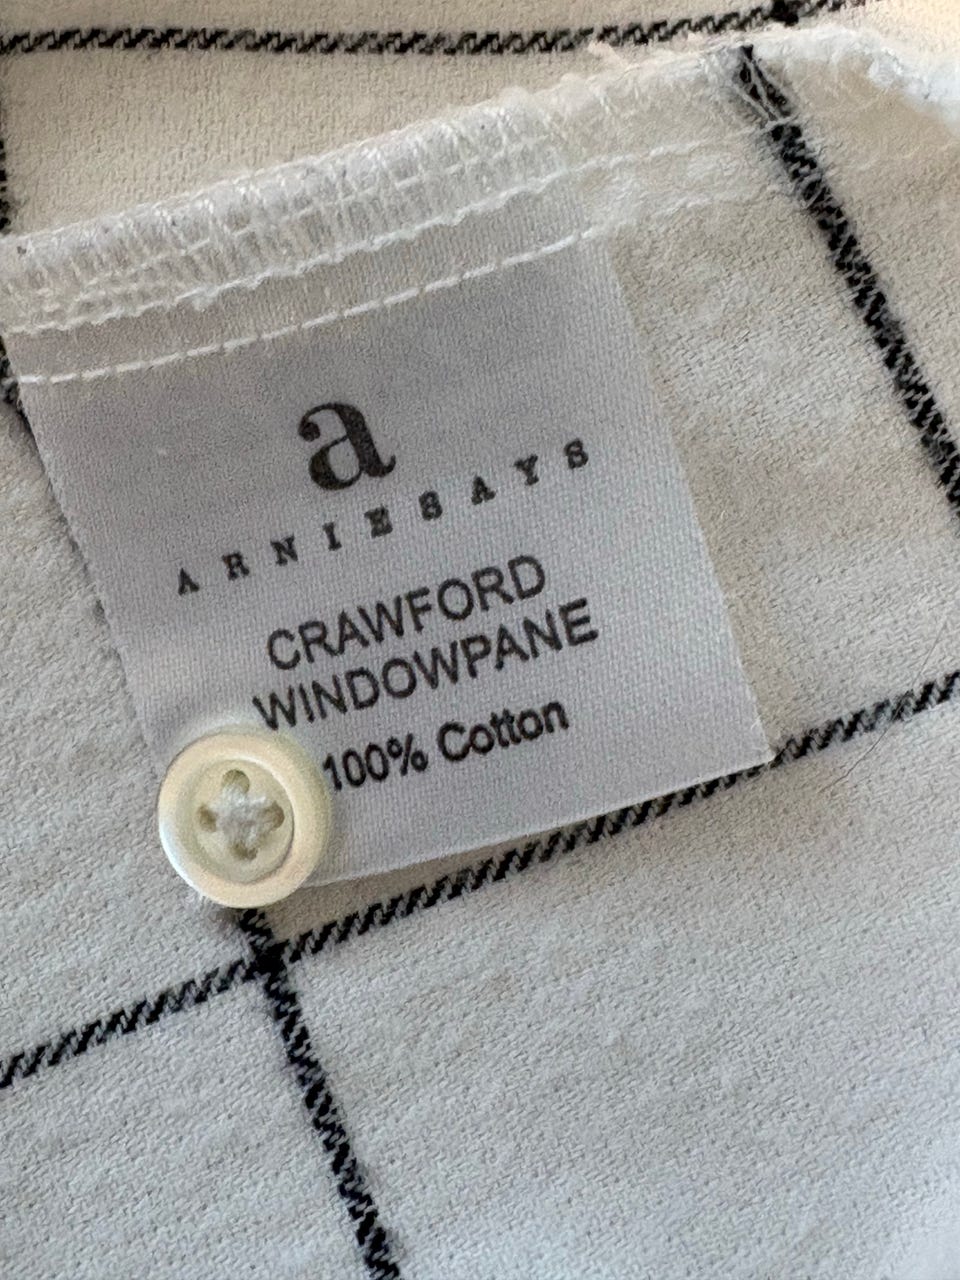 a
ARNIESAYS
CRAWFORD
WINDOWPANE
100% Cotton